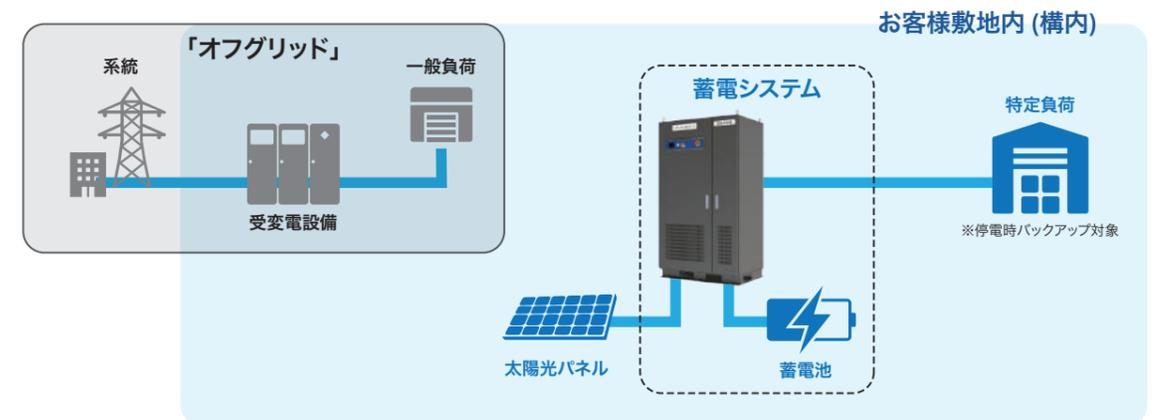 お客様敷地内 (構内)
「オフグリッド」
系統
一般負荷
受変電設備
蓄電システム
特定負荷
※停電時バックアップ対象
太陽光パネル
蓄電池